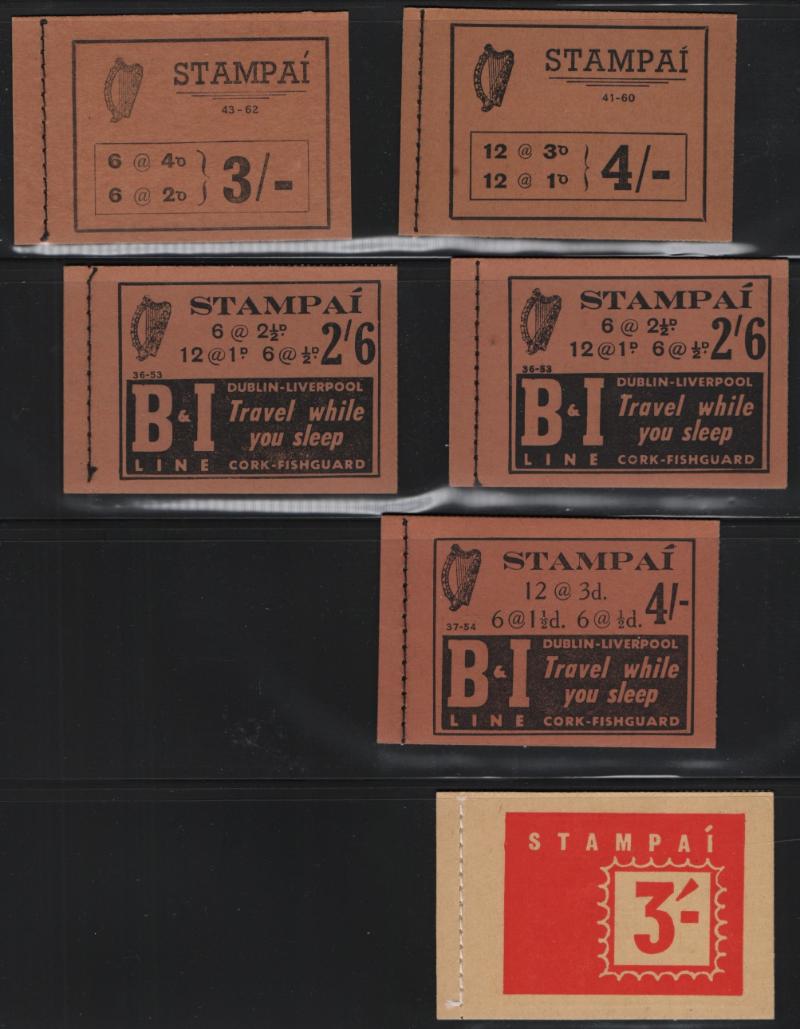 STAMPAÍ
43-62
6 @ 4D
6 @ 2D } 3/-
STAMPAÍ
41-60
12 @ 3D
12 @ 1D } 4/-
STAMPAÍ
6 @ 2½D.
12 @ 1D. 6 @ ½D. 2'6
36-53
B & I
LINE
DUBLIN-LIVERPOOL
Travel while
you sleep
CORK-FISHGUARD
STAMPAÍ
6 @ 2½D.
12 @ 1D. 6 @ ½D. 2'6
36-53
B & I
LINE
DUBLIN-LIVERPOOL
Travel while
you sleep
CORK-FISHGUARD
STAMPAÍ
12 @ 3d.
6 @ 1½d. 6 @ ½d. 4/-
37-54
B & I
LINE
DUBLIN-LIVERPOOL
Travel while
you sleep
CORK-FISHGUARD
STAMPAÍ
3'-